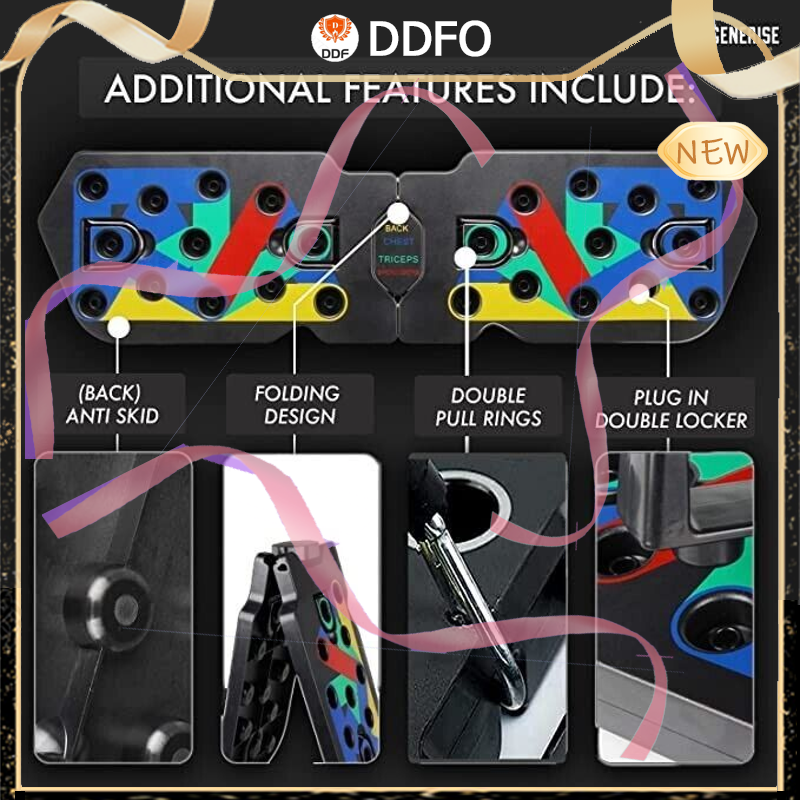 DDF
DDFO
GENERISE
ADDITIONAL FEATURES INCLUDE:
NEW
BACK
CHEST
TRICEPS
(BACK)
ANTI SKID
FOLDING
DESIGN
DOUBLE
PULL RINGS
PLUG IN
DOUBLE LOCKER